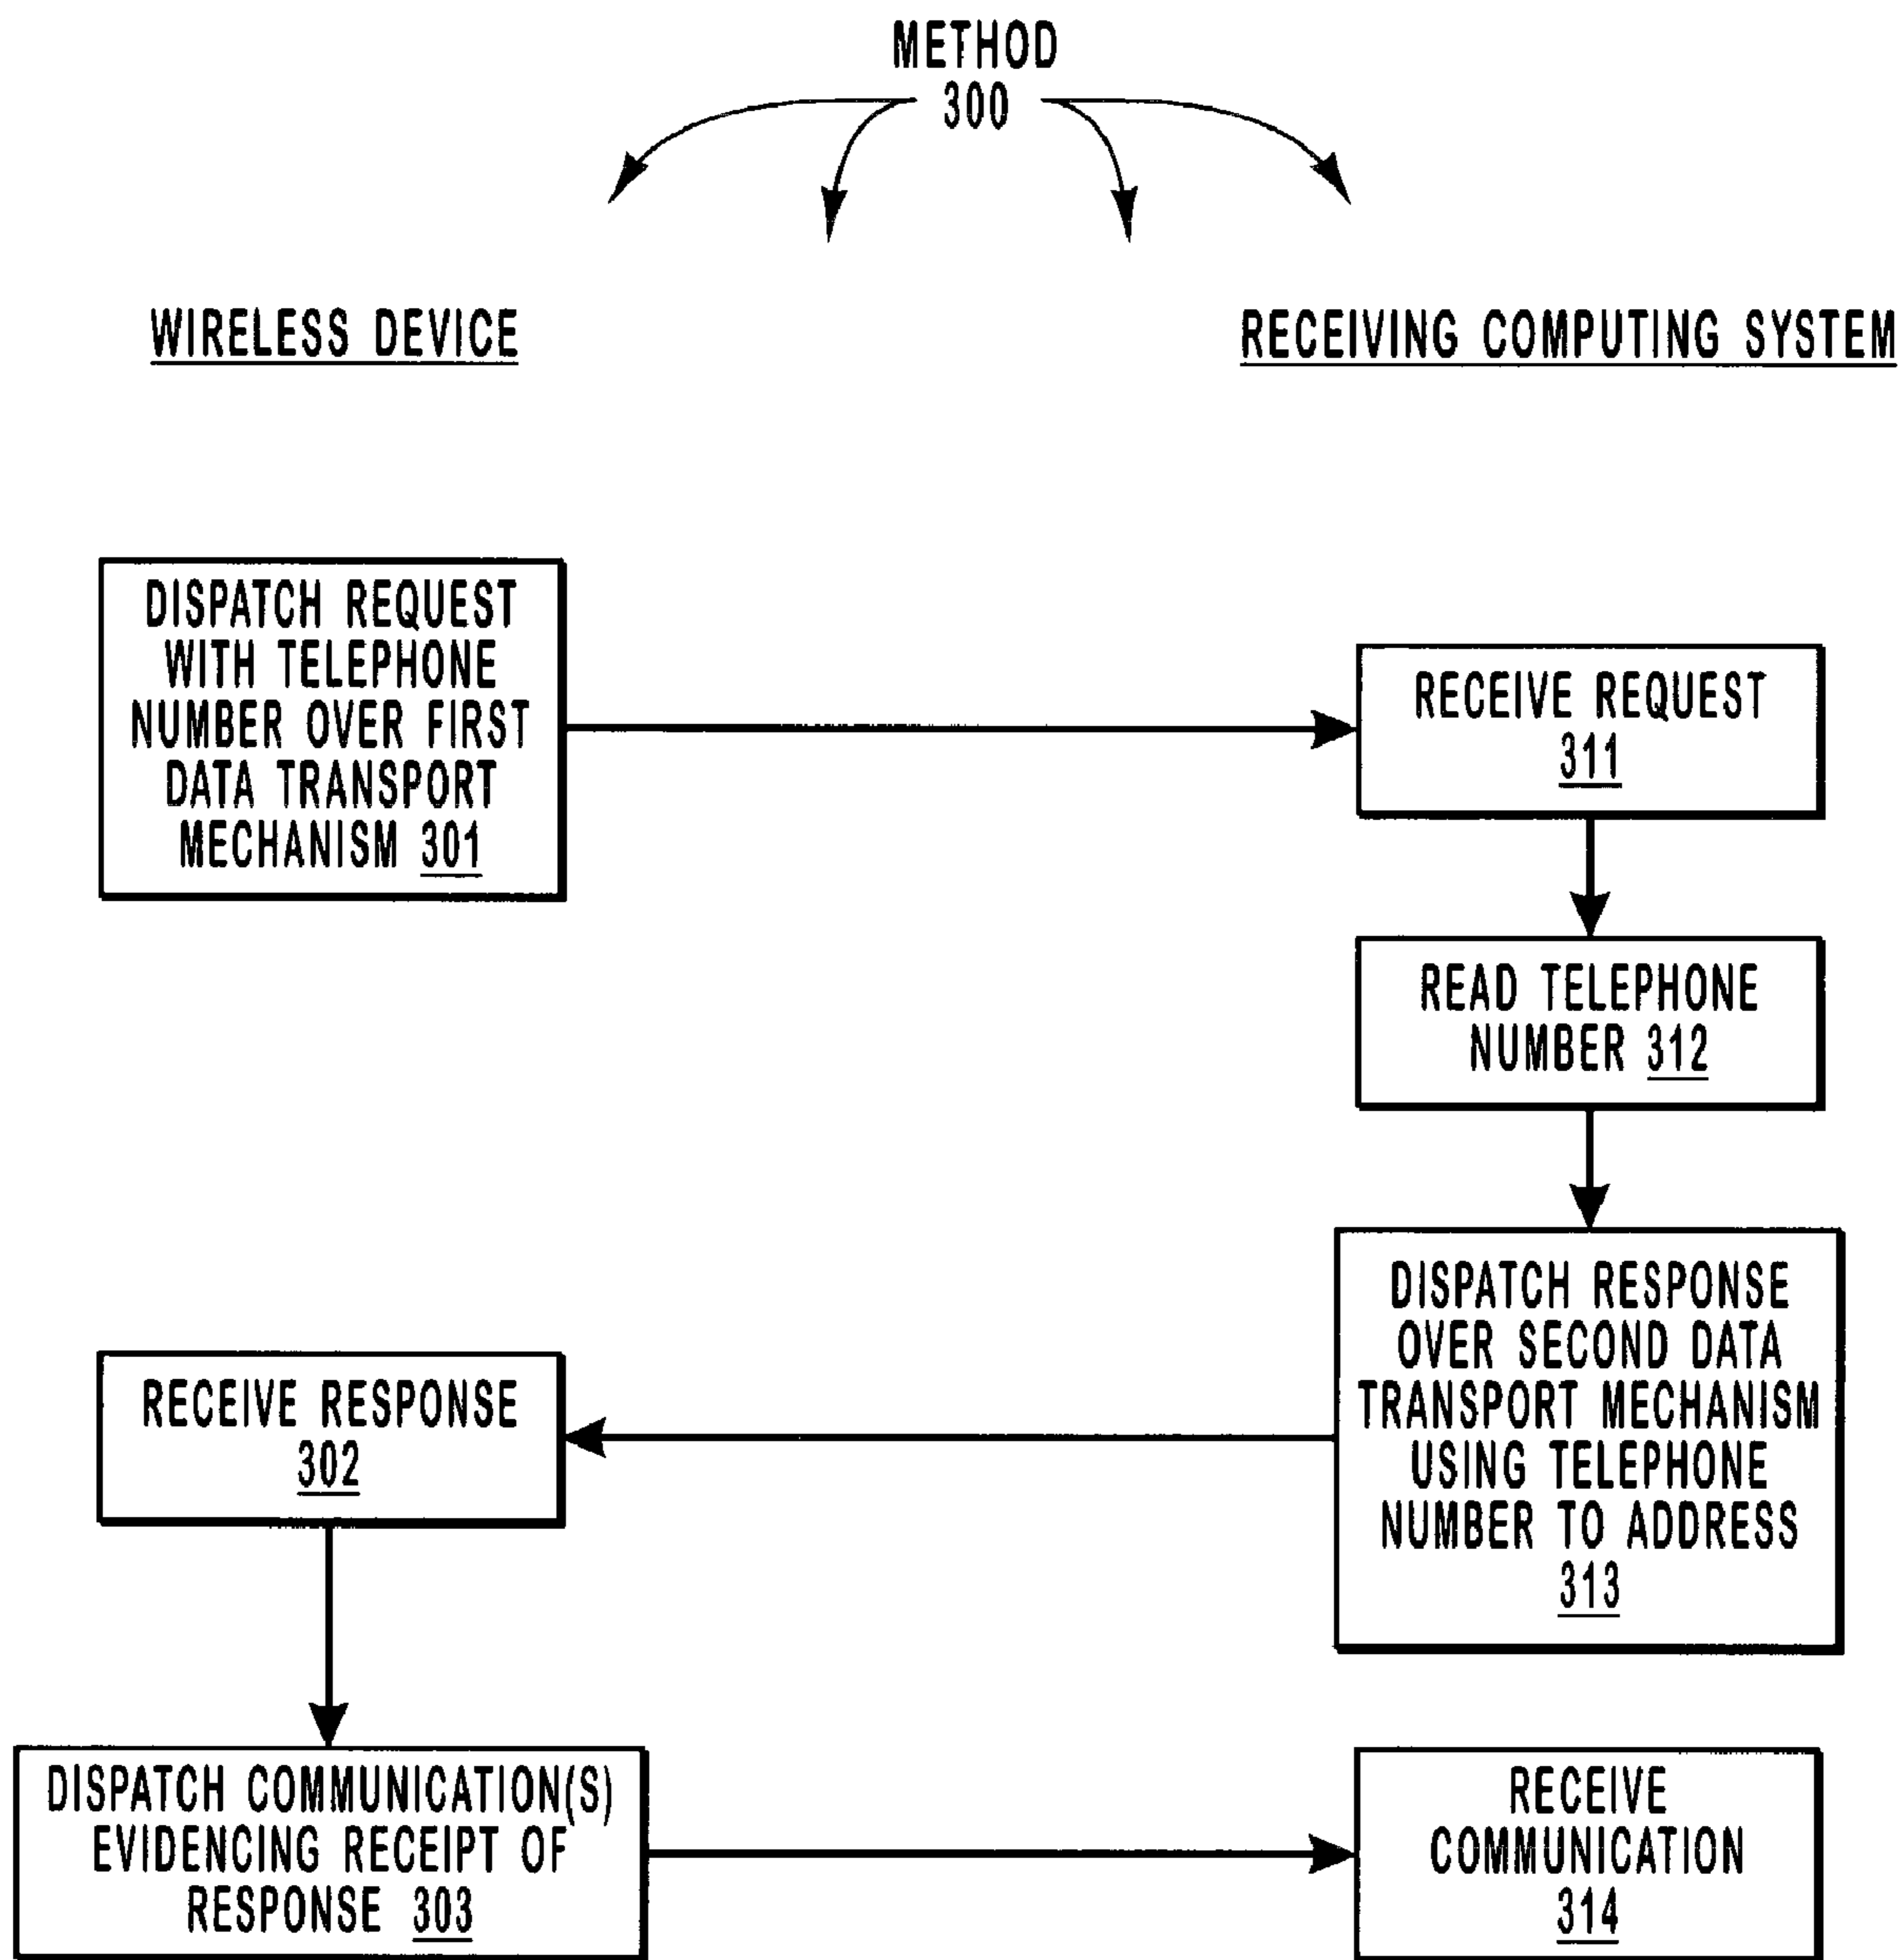 METHOD
300
WIRELESS DEVICE
RECEIVING COMPUTING SYSTEM
DISPATCH REQUEST
WITH TELEPHONE
NUMBER OVER FIRST
DATA TRANSPORT
MECHANISM 301
RECEIVE REQUEST
311
READ TELEPHONE
NUMBER 312
DISPATCH RESPONSE
OVER SECOND DATA
TRANSPORT MECHANISM
USING TELEPHONE
NUMBER TO ADDRESS
313
RECEIVE RESPONSE
302
DISPATCH COMMUNICATION(S)
EVIDENCING RECEIPT OF
RESPONSE 303
RECEIVE
COMMUNICATION
314